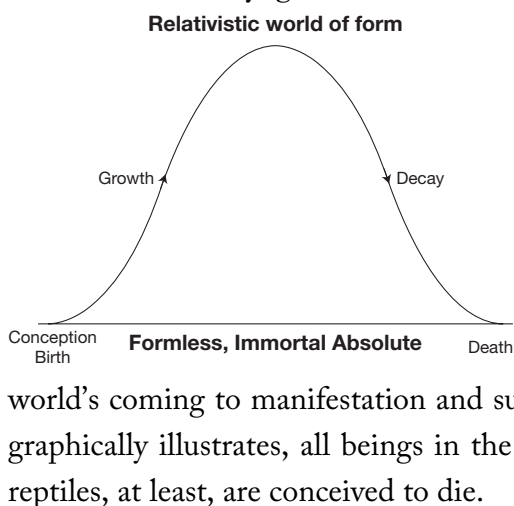 Relativistic world of form
Growth
Decay
Conception
Birth
Formless, Immortal Absolute
Death
world’s coming to manifestation and
graphically illustrates, all beings in the
reptiles, at least, are conceived to die.